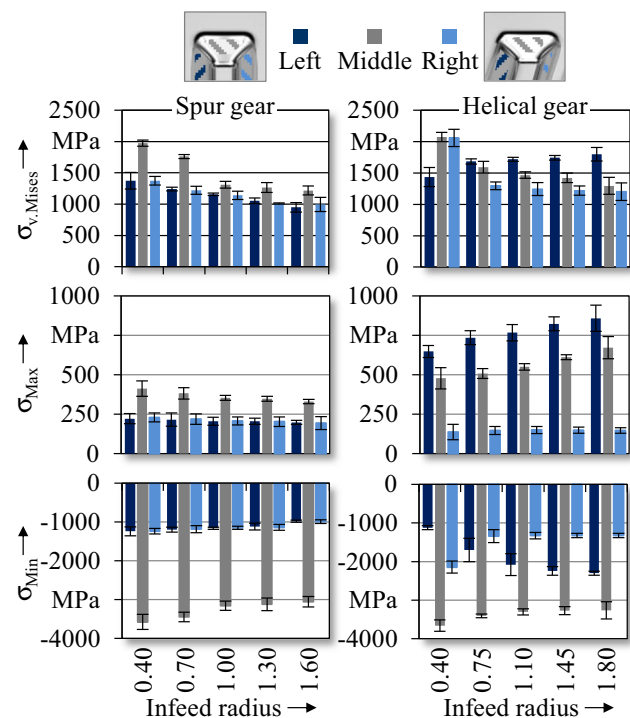 Left Middle Right
Spur gear
Helical gear
σv.Mises
2500
MPa
1500
1000
500
0
2500
MPa
1500
1000
500
0
σMax
1000
MPa
500
250
0
1000
MPa
500
250
0
σMin
0
-1000
-2000
MPa
-4000
0
-1000
-2000
MPa
-4000
0.40 0.70 1.00 1.30 1.60
0.40 0.75 1.10 1.45 1.80
Infeed radius
Infeed radius